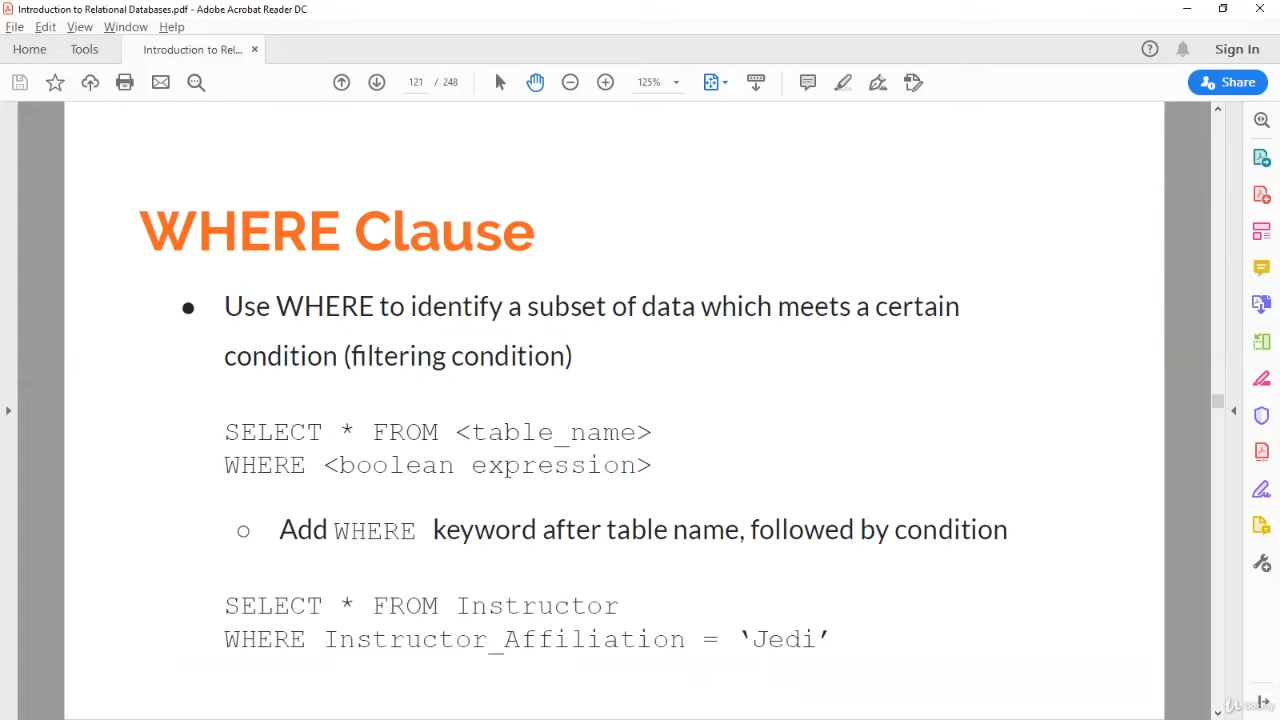 Introduction to Relational Databases.pdf - Adobe Acrobat Reader DC
File Edit View Window Help
Home Tools Introduction to Rel... × Sign In
121 / 248 125% Share
WHERE Clause
● Use WHERE to identify a subset of data which meets a certain
condition (filtering condition)
SELECT * FROM <table_name>
WHERE <boolean expression>
○ Add WHERE keyword after table name, followed by condition
SELECT * FROM Instructor
WHERE Instructor_Affiliation = ‘Jedi’
Udemy